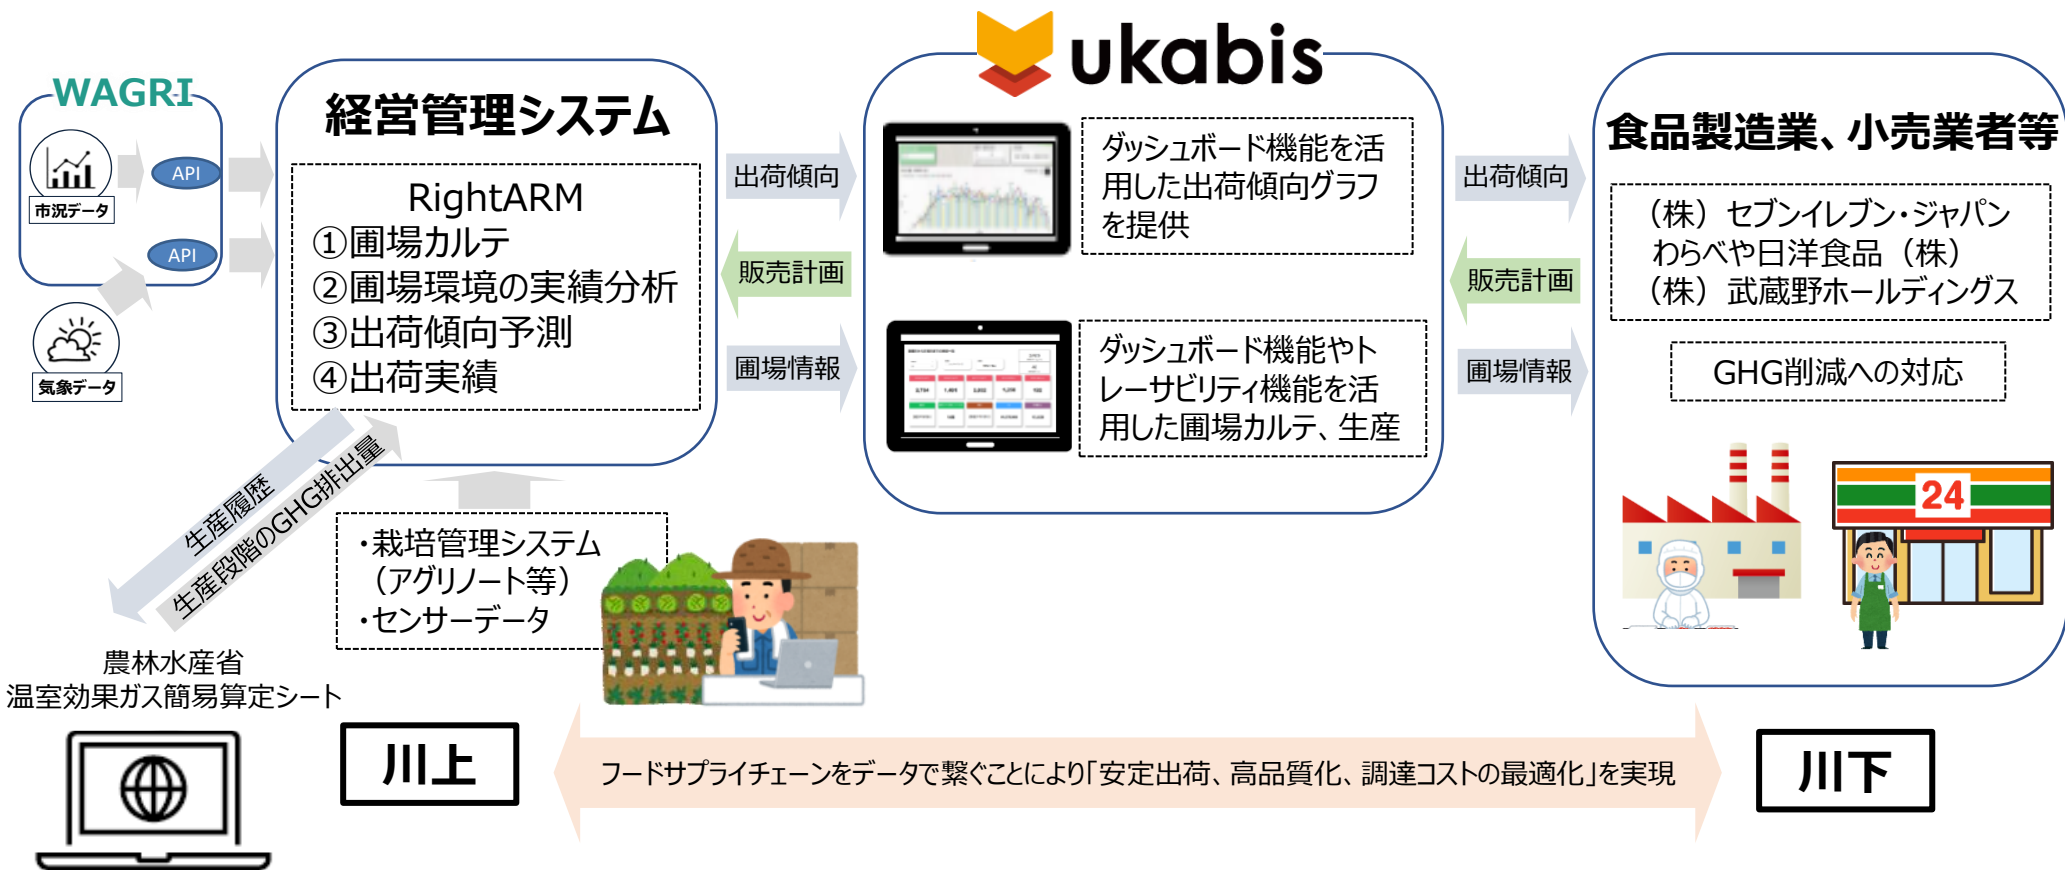 ukabis
WAGRI
市況データ
API
API
気象データ
経営管理システム
RightARM
①圃場カルテ
②圃場環境の実績分析
③出荷傾向予測
④出荷実績
出荷傾向
販売計画
圃場情報
ダッシュボード機能を活
用した出荷傾向グラフ
を提供
ダッシュボード機能やト
レーサビリティ機能を活
用した圃場カルテ、生産
出荷傾向
販売計画
圃場情報
食品製造業、小売業者等
（株）セブンイレブン・ジャパン
わらべや日洋食品（株）
（株）武蔵野ホールディングス
GHG削減への対応
24
生産履歴
生産段階のGHG排出量
・栽培管理システム
（アグリノート等）
・センサーデータ
農林水産省
温室効果ガス簡易算定シート
川上
フードサプライチェーンをデータで繋ぐことにより「安定出荷、高品質化、調達コストの最適化」を実現
川下